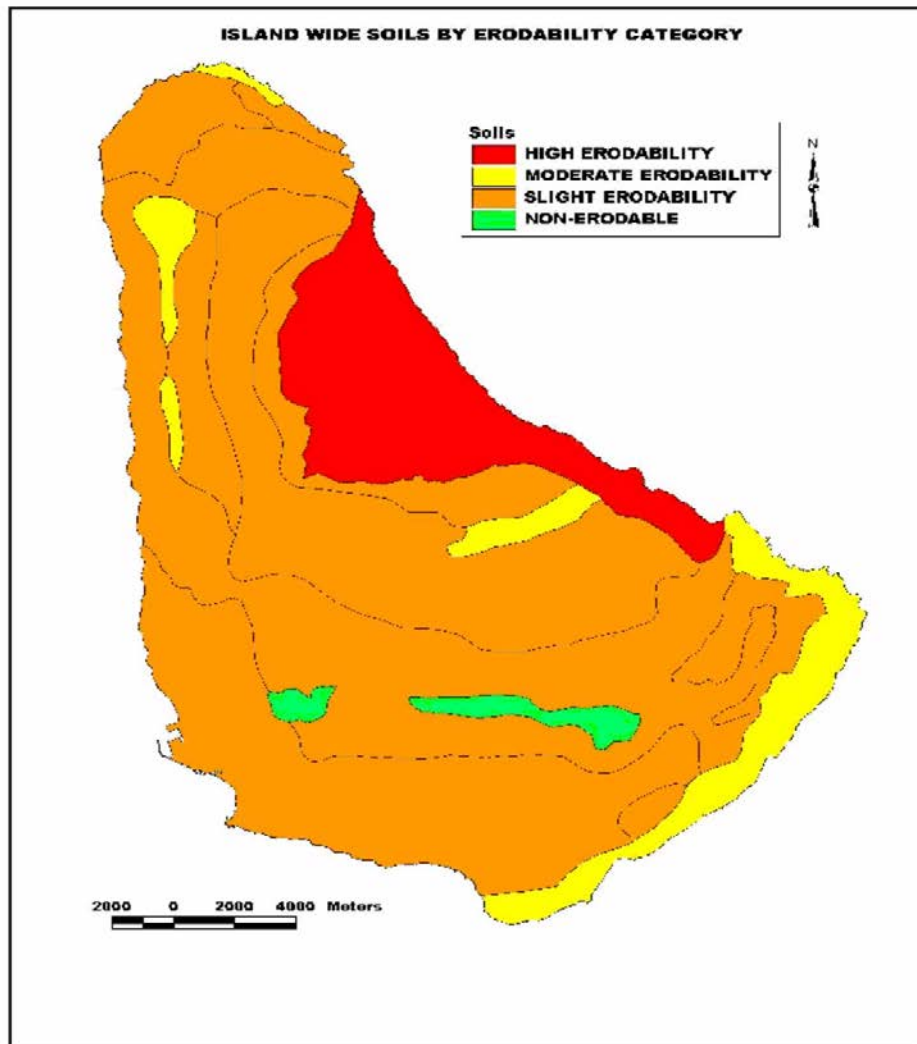 ISLAND WIDE SOILS BY ERODABILITY CATEGORY
Soils
HIGH ERODABILITY
MODERATE ERODABILITY
SLIGHT ERODABILITY
NON-ERODABLE
N
2000 0 2000 4000 Meters